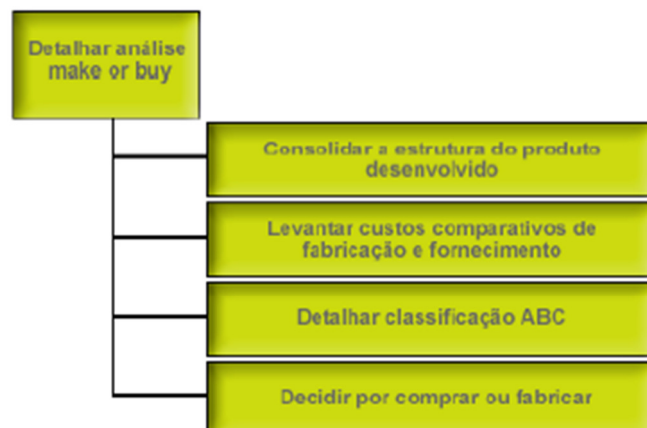 Detalhar análise
make or buy
Consolidar a estrutura do produto
desenvolvido
Levantar custos comparativos de
fabricação e fornecimento
Detalhar classificação ABC
Decidir por comprar ou fabricar